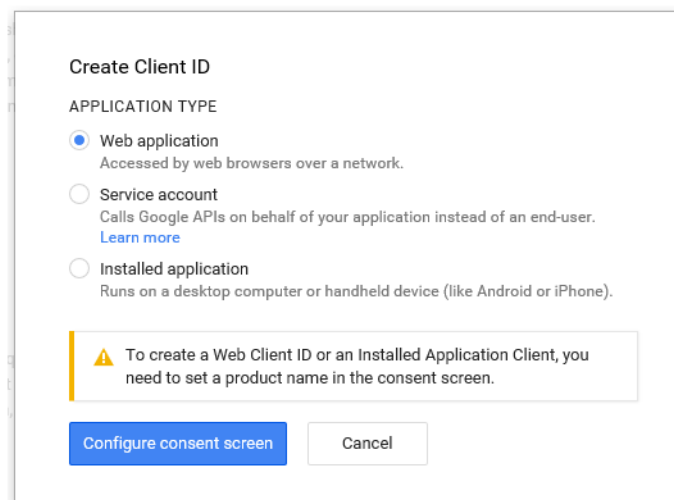 Create Client ID
APPLICATION TYPE
Web application
Accessed by web browsers over a network.
Service account
Calls Google APIs on behalf of your application instead of an end-user.
Learn more
Installed application
Runs on a desktop computer or handheld device (like Android or iPhone).
To create a Web Client ID or an Installed Application Client, you
need to set a product name in the consent screen.
Configure consent screen
Cancel